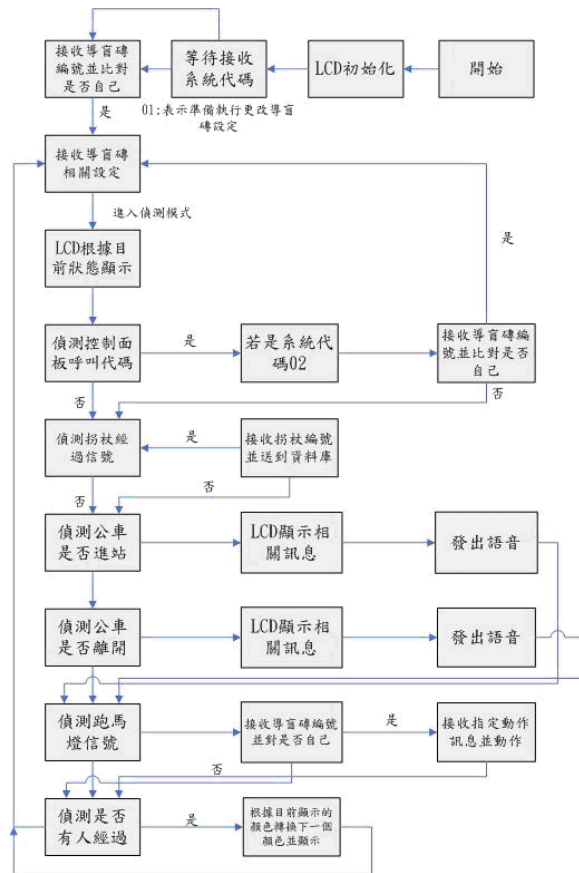 接收導盲磚
編號並比對
是否自己
等待接收
系統代碼
LCD初始化
開始
01:表示準備執行更改導盲
磚設定
是
接收導盲磚
相關設定
進入偵測模式
是
LCD根據目
前狀態顯示
偵測控制面
板呼叫代碼
是
若是系統代
碼02
接收導盲磚編
號並比對是否
自己
否
否
偵測拐杖經
過信號
是
接收拐杖編號
並送到資料庫
否
否
偵測公車
是否進站
LCD顯示相
關訊息
發出語音
偵測公車
是否離開
LCD顯示相
關訊息
發出語音
偵測跑馬
燈信號
接收導盲磚編號
並對是否自己
是
接收指定動作
訊息並動作
否
偵測是否
有人經過
是
根據目前顯示的
顏色轉換下一個
顏色並顯示